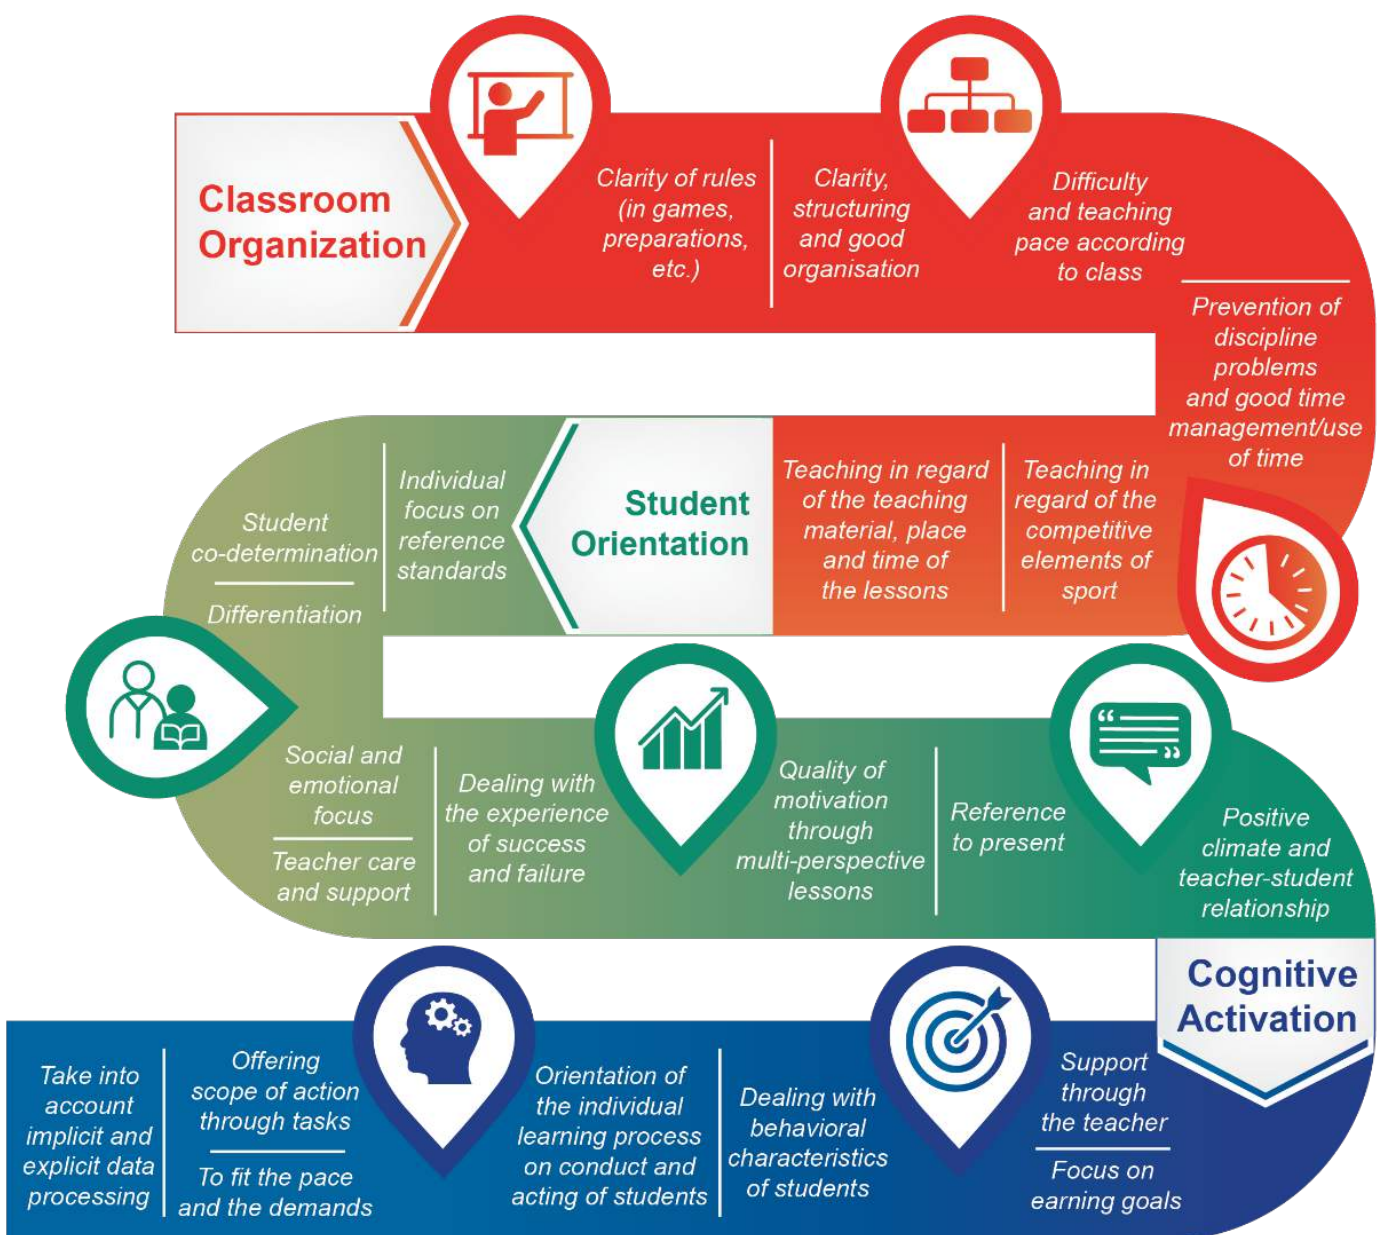 Classroom
Organization
Clarity of rules
(in games,
preparations,
etc.)
Clarity,
structuring
and good
organisation
Difficulty
and teaching
pace according
to class
Prevention of
discipline
problems
and good time
management/use
of time
Teaching in
regard of the
competitive
elements of
sport
Teaching in regard
of the teaching
material, place
and time of
the lessons
Student
Orientation
Individual
focus on
reference
standards
Student
co-determination
Differentiation
Social and
emotional
focus
Teacher care
and support
Dealing with
the experience
of success
and failure
Quality of
motivation
through
multi-perspective
lessons
Reference
to present
Positive
climate and
teacher-student
relationship
Cognitive
Activation
Support
through
the teacher
Focus on
earning goals
Dealing with
behavioral
characteristics
of students
Orientation of
the individual
learning process
on conduct and
acting of students
Offering
scope of action
through tasks
To fit the pace
and the demands
Take into
account
implicit and
explicit data
processing